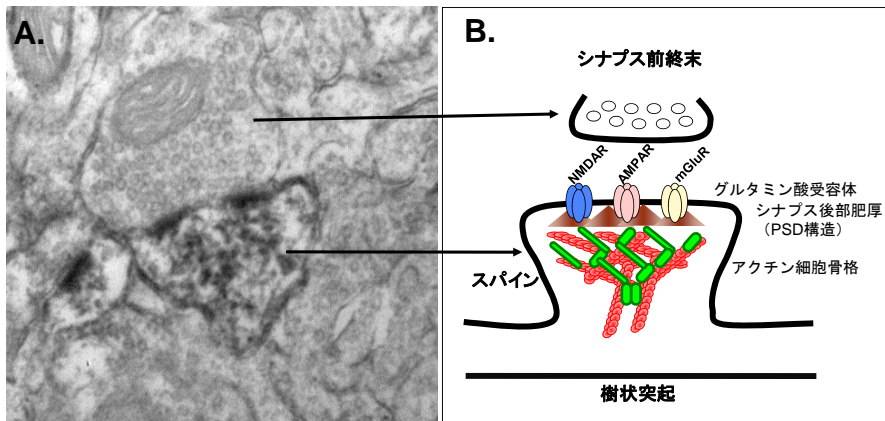 A.
B.
シナプス前終末
NMDAR
AMPAR
mGluR
グルタミン酸受容体
シナプス後部肥厚
（PSD構造）
スパイン
アクチン細胞骨格
樹状突起